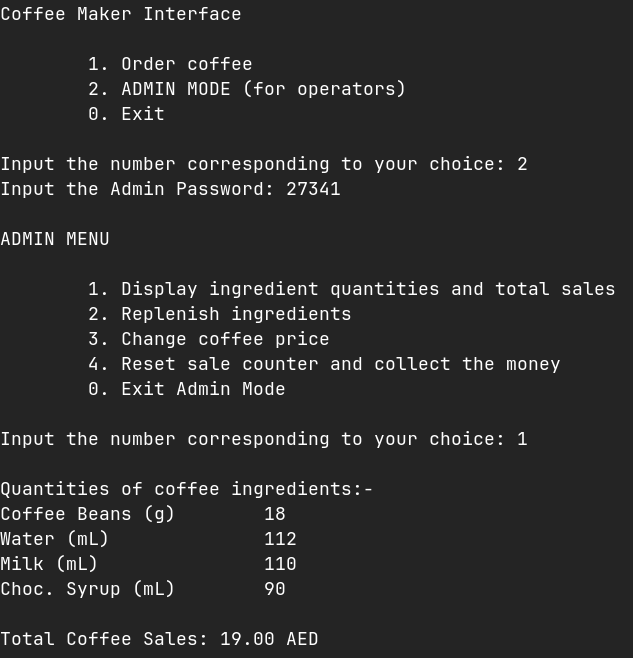 Coffee Maker Interface
1. Order coffee
2. ADMIN MODE (for operators)
0. Exit
Input the number corresponding to your choice: 2
Input the Admin Password: 27341
ADMIN MENU
1. Display ingredient quantities and total sales
2. Replenish ingredients
3. Change coffee price
4. Reset sale counter and collect the money
0. Exit Admin Mode
Input the number corresponding to your choice: 1
Quantities of coffee ingredients:-
Coffee Beans (g) 18
Water (mL) 112
Milk (mL) 110
Choc. Syrup (mL) 90
Total Coffee Sales: 19.00 AED